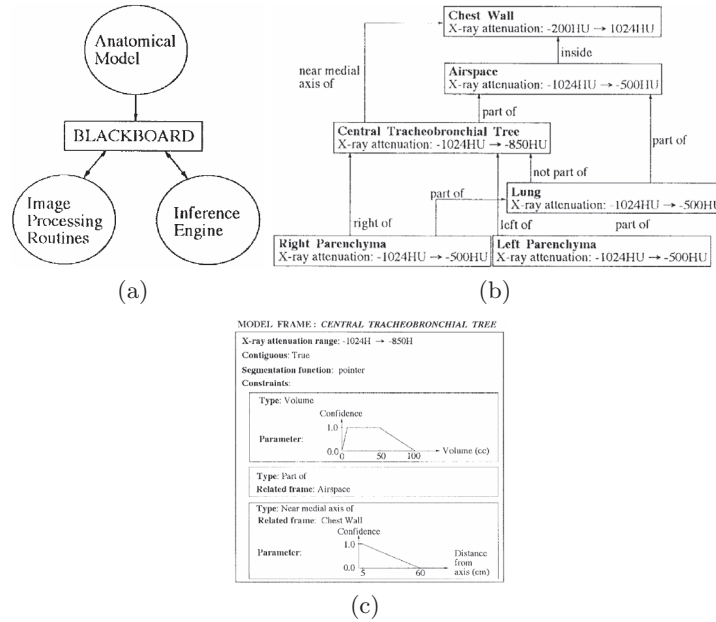 Anatomical
Model
BLACKBOARD
Image
Processing
Routines
Inference
Engine
(a)
Chest Wall
X-ray attenuation: -200HU → 1024HU
inside
near medial
axis of
Airspace
X-ray attenuation: -1024HU → -500HU
part of
Central Tracheobronchial Tree
X-ray attenuation: -1024HU → -850HU
part of
not part of
part of
Lung
X-ray attenuation: -1024HU → -500HU
right of
left of
part of
Right Parenchyma
X-ray attenuation: -1024HU → -500HU
Left Parenchyma
X-ray attenuation: -1024HU → -500HU
(b)
MODEL FRAME: CENTRAL TRACHEOBRONCHIAL TREE
X-ray attenuation range: -1024H → -850H
Contiguous: True
Segmentation function: pointer
Constraints:
Type: Volume
Confidence
1.0
Parameter:
0.0
0 50 100
Volume (cc)
Type: Part of
Related frame: Airspace
Type: Near medial axis of
Related frame: Chest Wall
Confidence
1.0
Parameter:
0.0
5 60
Distance
from
axis (cm)
(c)